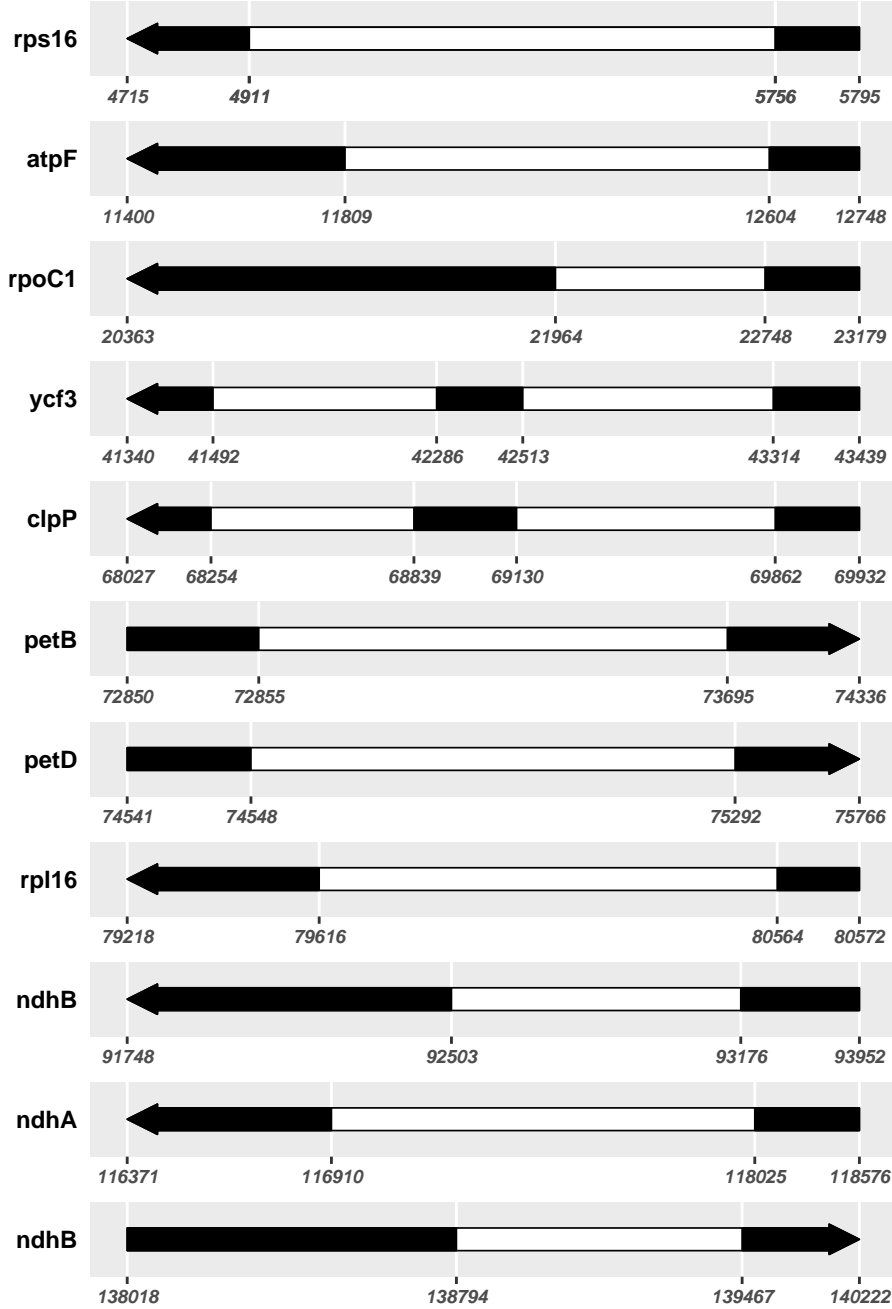 rps16
4715 4911 5756 5795
atpF
11400 11809 12604 12748
rpoC1
20363 21964 22748 23179
ycf3
41340 41492 42286 42513 43314 43439
clpP
68027 68254 68839 69130 69862 69932
petB
72850 72855 73695 74336
petD
74541 74548 75292 75766
rpl16
79218 79616 80564 80572
ndhB
91748 92503 93176 93952
ndhA
116371 116910 118025 118576
ndhB
138018 138794 139467 140222